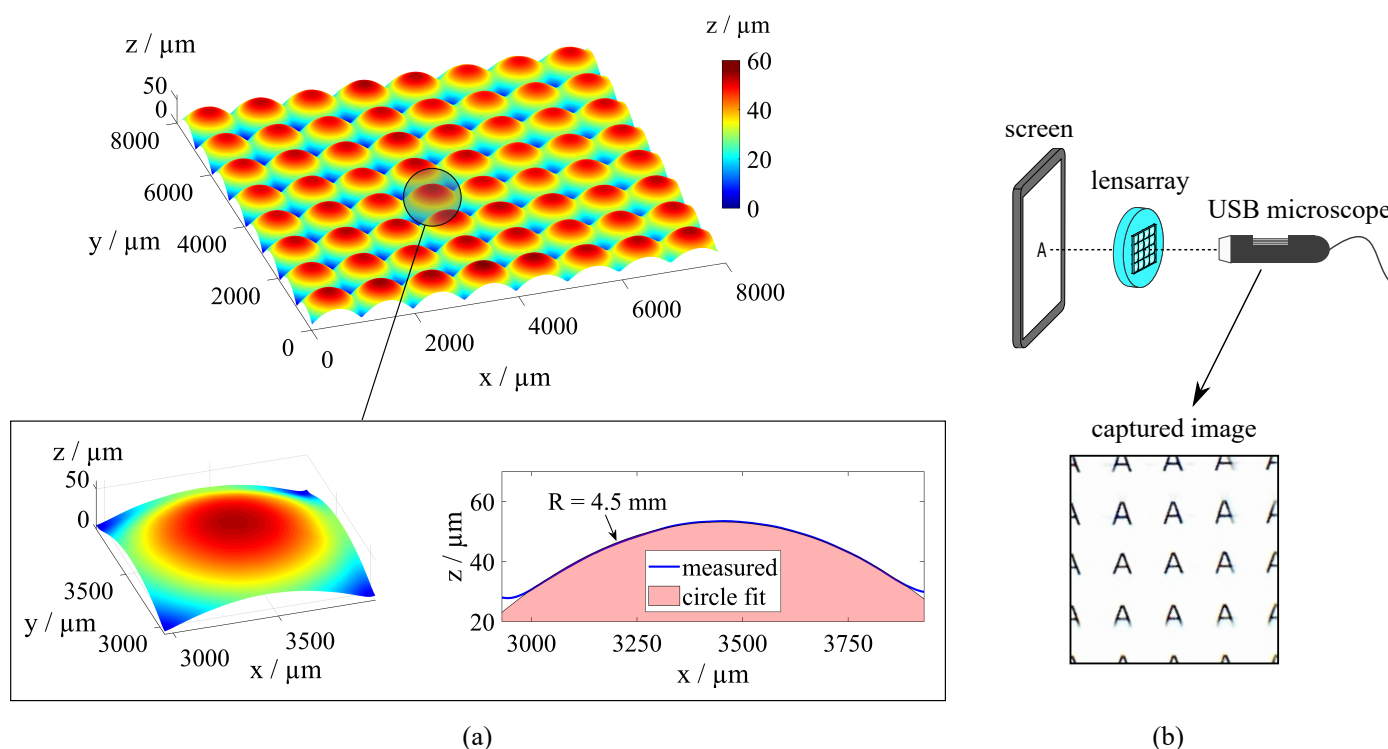 z / µm
50
0
8000
6000
y / µm
4000
2000
0
0
2000
4000
6000
8000
x / µm
z / µm
60
40
20
0
z / µm
50
0
3500
y / µm
3000
3000
3500
x / µm
R = 4.5 mm
z / µm
60
40
20
measured
circle fit
3000
3250
3500
3750
x / µm
(a)
screen
lensarray
USB microscope
A
captured image
A A A A A
A A A A A
A A A A A
A A A A A
(b)